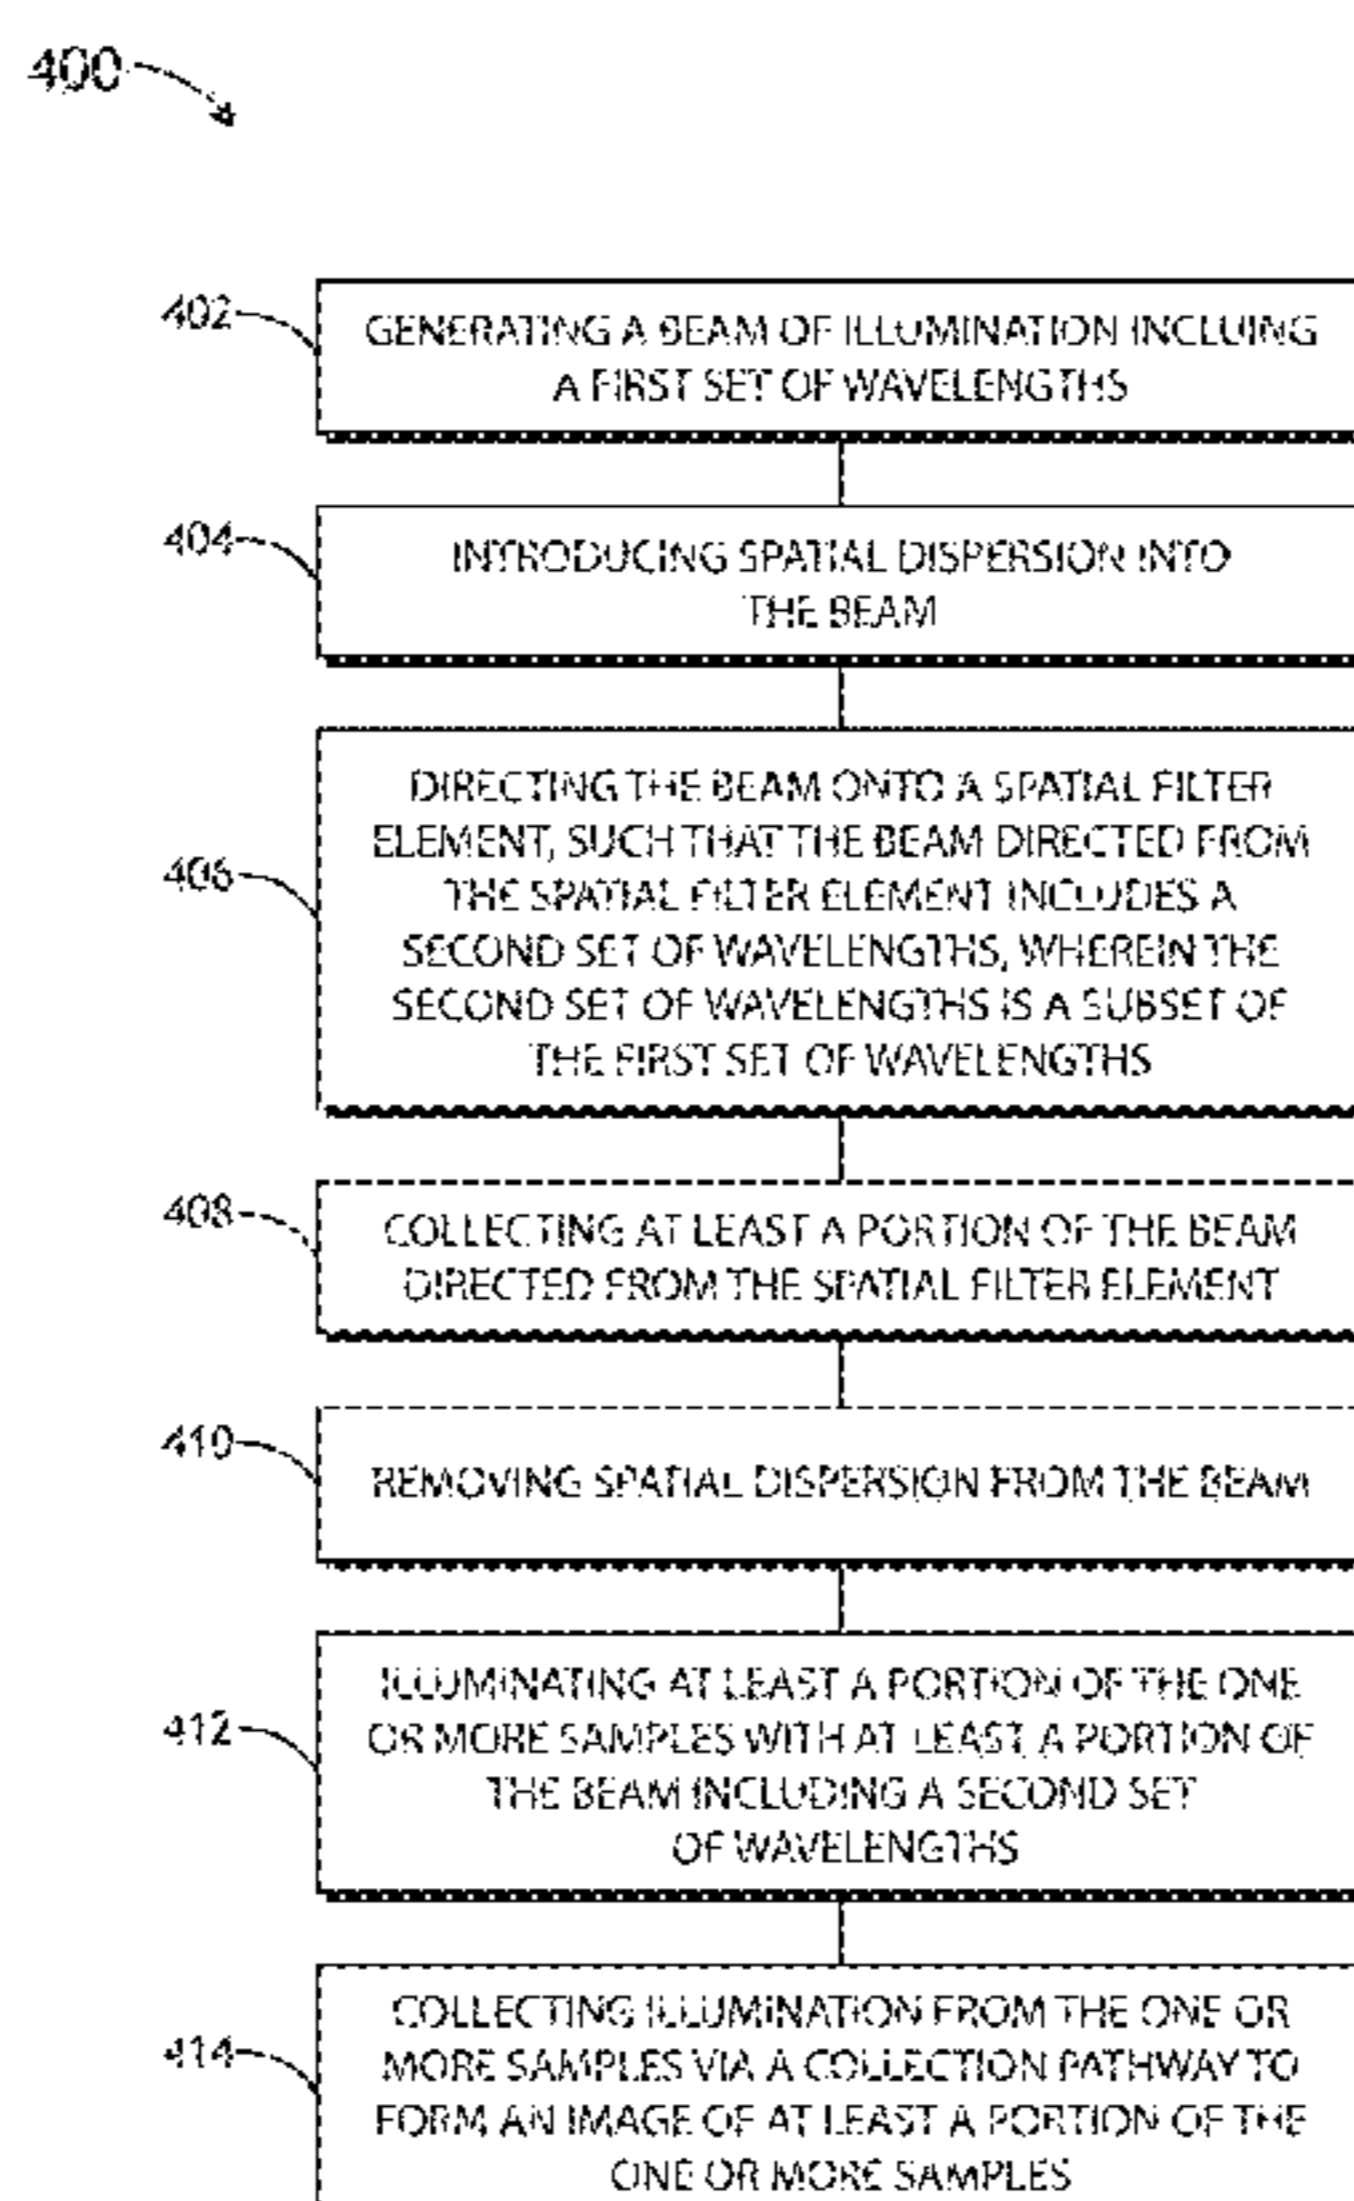 400
402
GENERATING A BEAM OF ILLUMINATION INCLUING
A FIRST SET OF WAVELENGTHS
404
INTRODUCING SPATIAL DISPERSION INTO
THE BEAM
406
DIRECTING THE BEAM ONTO A SPATIAL FILTER
ELEMENT, SUCH THAT THE BEAM DIRECTED FROM
THE SPATIAL FILTER ELEMENT INCLUDES A
SECOND SET OF WAVELENGTHS, WHEREIN THE
SECOND SET OF WAVELENGTHS IS A SUBSET OF
THE FIRST SET OF WAVELENGTHS
408
COLLECTING AT LEAST A PORTION OF THE BEAM
DIRECTED FROM THE SPATIAL FILTER ELEMENT
410
REMOVING SPATIAL DISPERSION FROM THE BEAM
412
ILLUMINATING AT LEAST A PORTION OF THE ONE
OR MORE SAMPLES WITH AT LEAST A PORTION OF
THE BEAM INCLUDING A SECOND SET
OF WAVELENGTHS
414
COLLECTING ILLUMINATION FROM THE ONE OR
MORE SAMPLES VIA A COLLECTION PATHWAY TO
FORM AN IMAGE OF AT LEAST A PORTION OF THE
ONE OR MORE SAMPLES